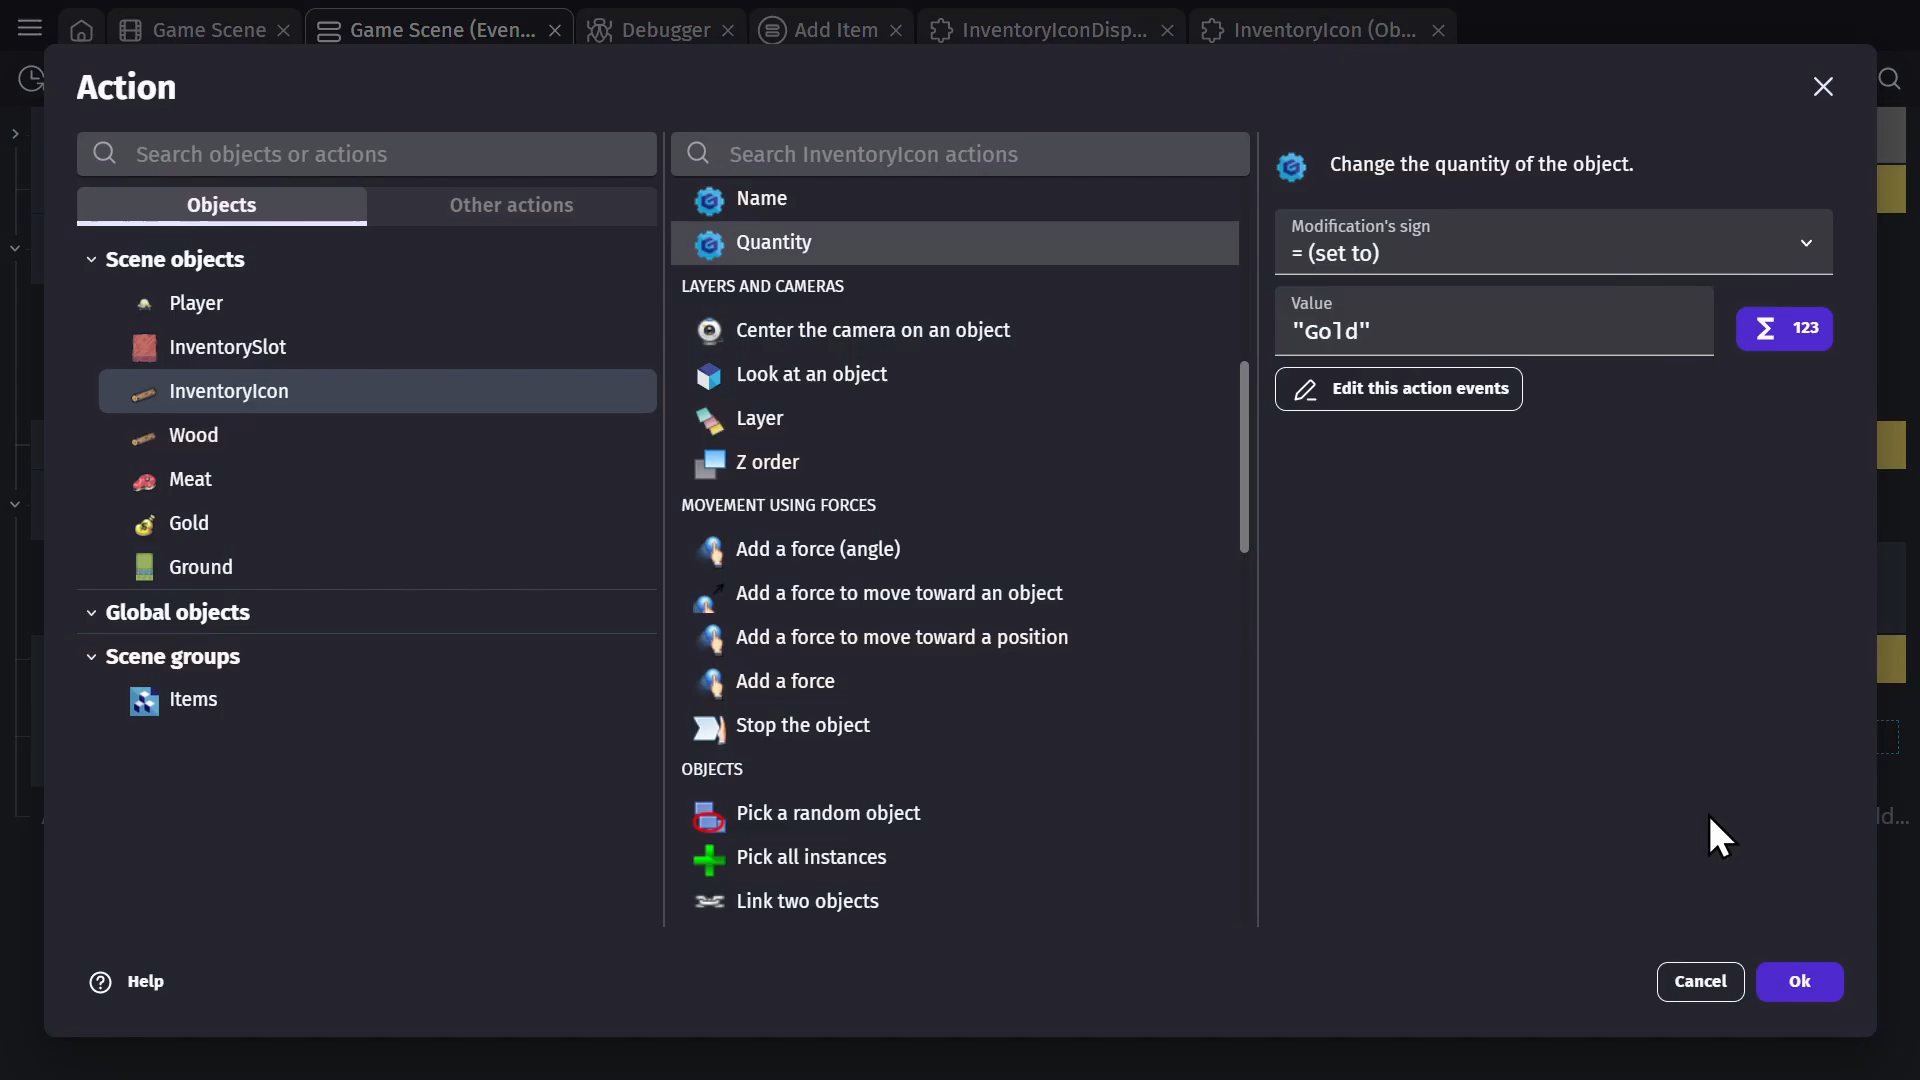 Game Scene
Game Scene (Even...
Debugger
Add Item
InventoryIconDisp...
InventoryIcon (Ob...
Action
Search objects or actions
Objects
Other actions
Scene objects
Player
InventorySlot
InventoryIcon
Wood
Meat
Gold
Ground
Global objects
Scene groups
Items
Search InventoryIcon actions
Name
Quantity
LAYERS AND CAMERAS
Center the camera on an object
Look at an object
Layer
Z order
MOVEMENT USING FORCES
Add a force (angle)
Add a force to move toward an object
Add a force to move toward a position
Add a force
Stop the object
OBJECTS
Pick a random object
Pick all instances
Link two objects
Change the quantity of the object.
Modification's sign
= (set to)
Value
"Gold"
Σ 123
Edit this action events
ld...
Help
Cancel
Ok